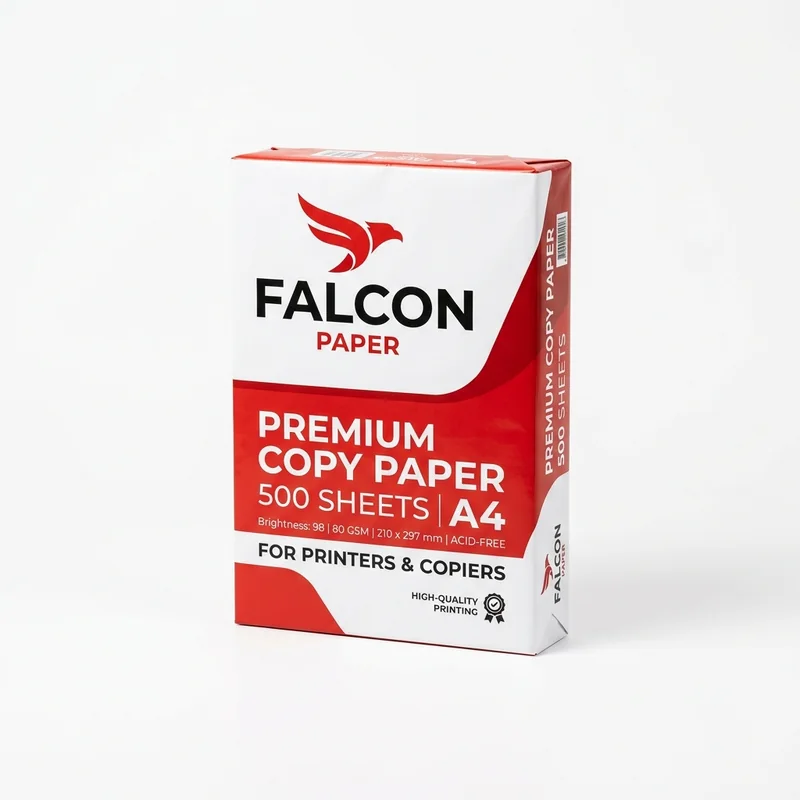 FALCON
PAPER
PREMIUM
COPY PAPER
500 SHEETS | A4
Brightness: 98 | 80 GSM | 210 x 297 mm | ACID-FREE
FOR PRINTERS & COPIERS
HIGH-QUALITY
PRINTING
PREMIUM COPY PAPER
500 SHEETS
FALCON
PAPER